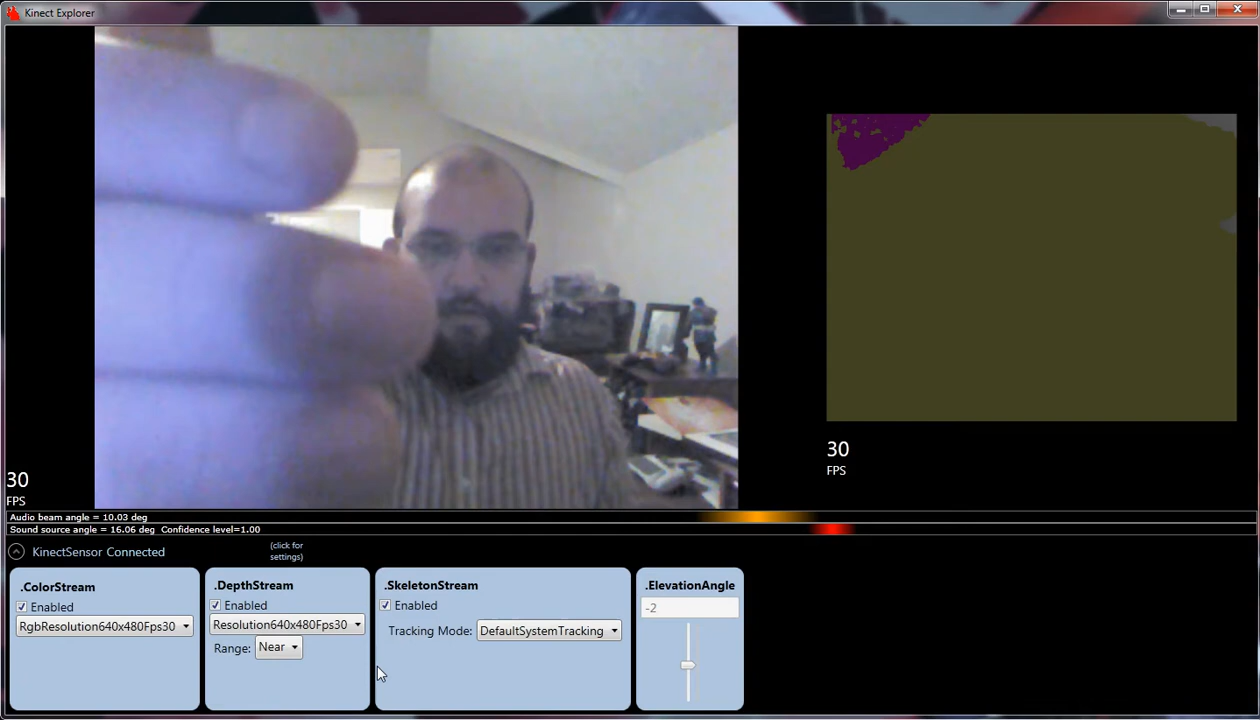 Kinect Explorer
30
FPS
30
FPS
Audio beam angle = 10.03 deg
Sound source angle = 16.06 deg  Confidence level=1.00
KinectSensor Connected
(click for
settings)
.ColorStream
Enabled
RgbResolution640x480Fps30
.DepthStream
Enabled
Resolution640x480Fps30
Range: Near
.SkeletonStream
Enabled
Tracking Mode: DefaultSystemTracking
.ElevationAngle
-2